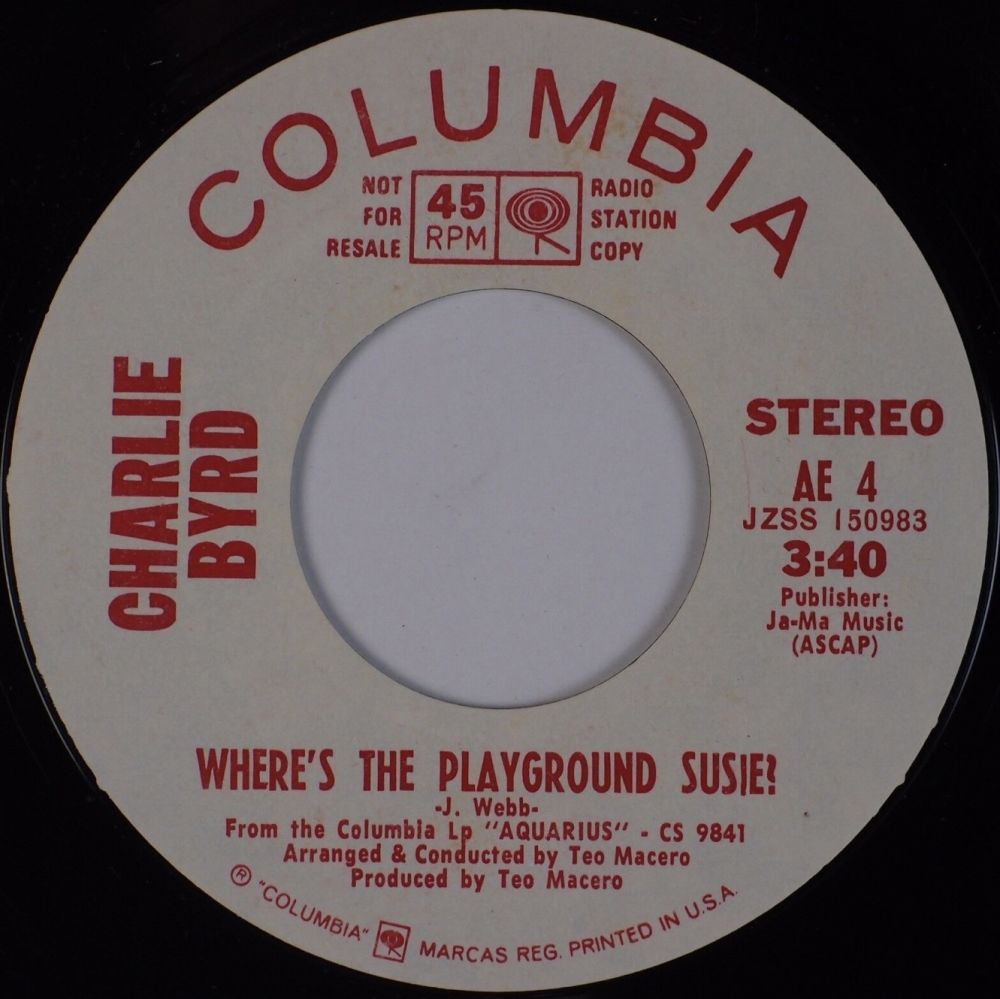 COLUMBIA
NOT
FOR
RESALE
45
RPM
RADIO
STATION
COPY
CHARLIE
BYRD
STEREO
AE 4
JZSS 150983
3:40
Publisher:
Ja-Ma Music
(ASCAP)
WHERE'S THE PLAYGROUND SUSIE?
-J. Webb-
From the Columbia Lp "AQUARIUS" - CS 9841
Arranged & Conducted by Teo Macero
Produced by Teo Macero
® "COLUMBIA" MARCAS REG. PRINTED IN U.S.A.